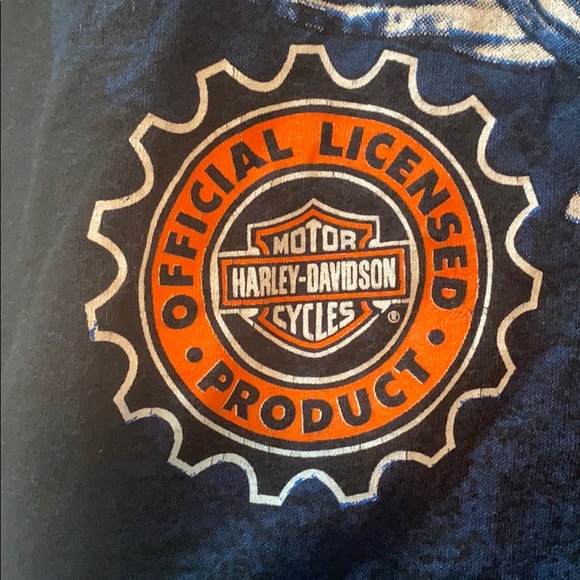 OFFICIAL LICENSED
• PRODUCT •
MOTOR
HARLEY-DAVIDSON
CYCLES
®